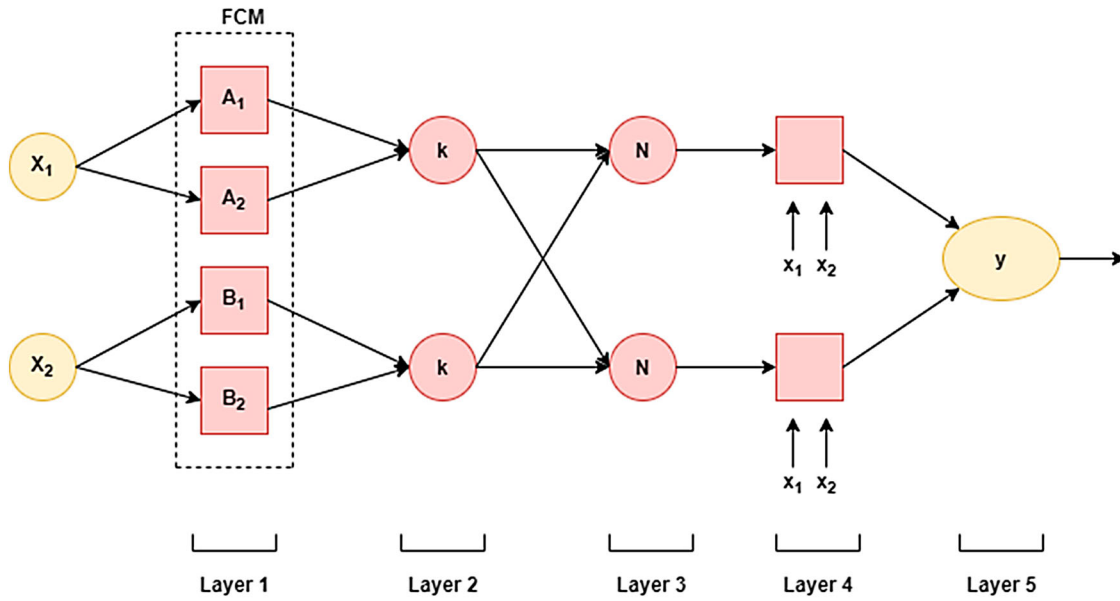 FCM
X₁
A₁
A₂
k
N
x₁ x₂
X₂
B₁
B₂
k
N
x₁ x₂
y
Layer 1
Layer 2
Layer 3
Layer 4
Layer 5